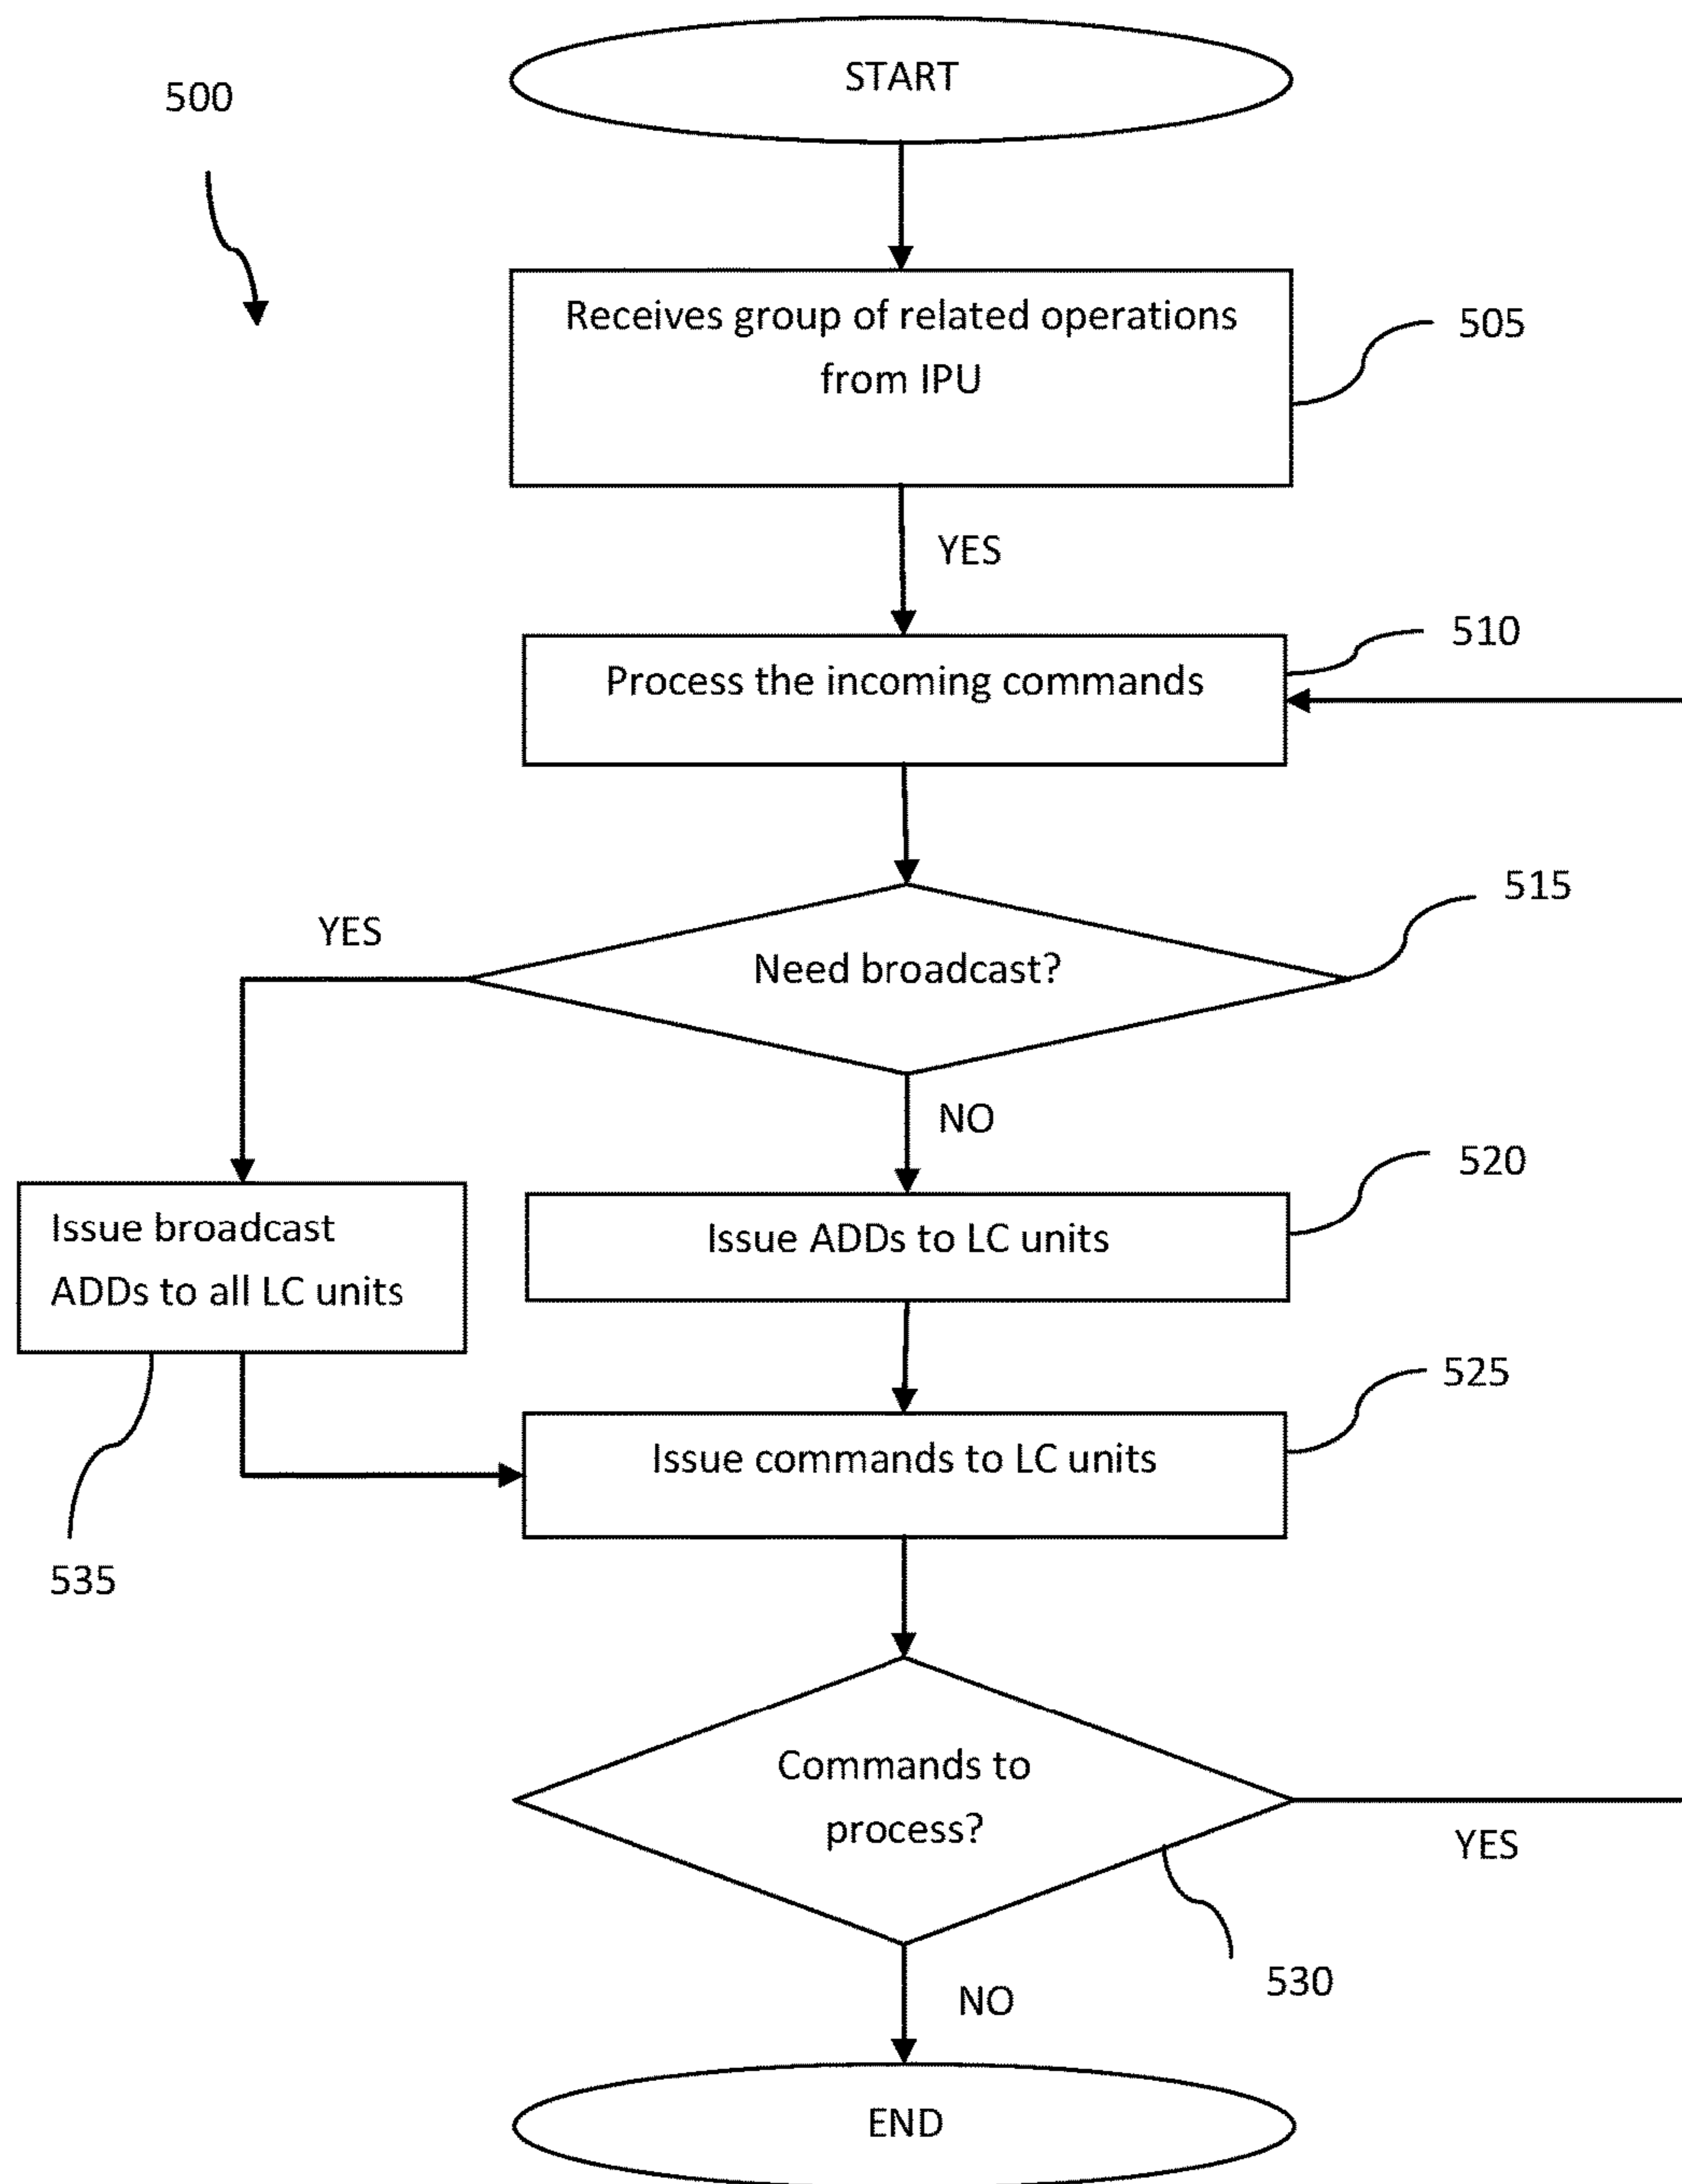 START
500
Receives group of related operations
from IPU
505
YES
Process the incoming commands
510
Need broadcast?
515
YES
NO
Issue broadcast
ADDs to all LC units
Issue ADDs to LC units
520
Issue commands to LC units
525
535
Commands to
process?
YES
530
NO
END